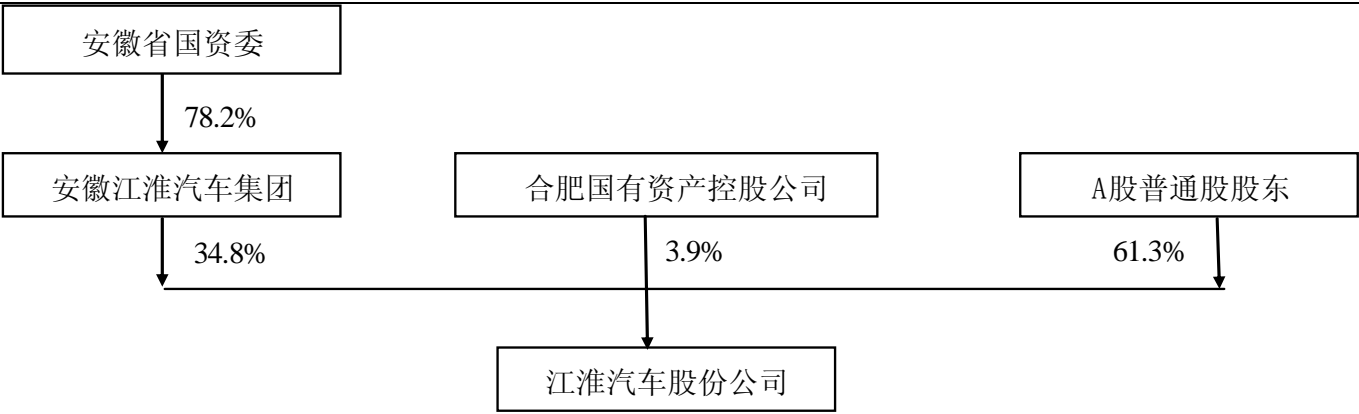 安徽省国资委
78.2%
安徽江淮汽车集团
合肥国有资产控股公司
A股普通股股东
34.8%
3.9%
61.3%
江淮汽车股份公司